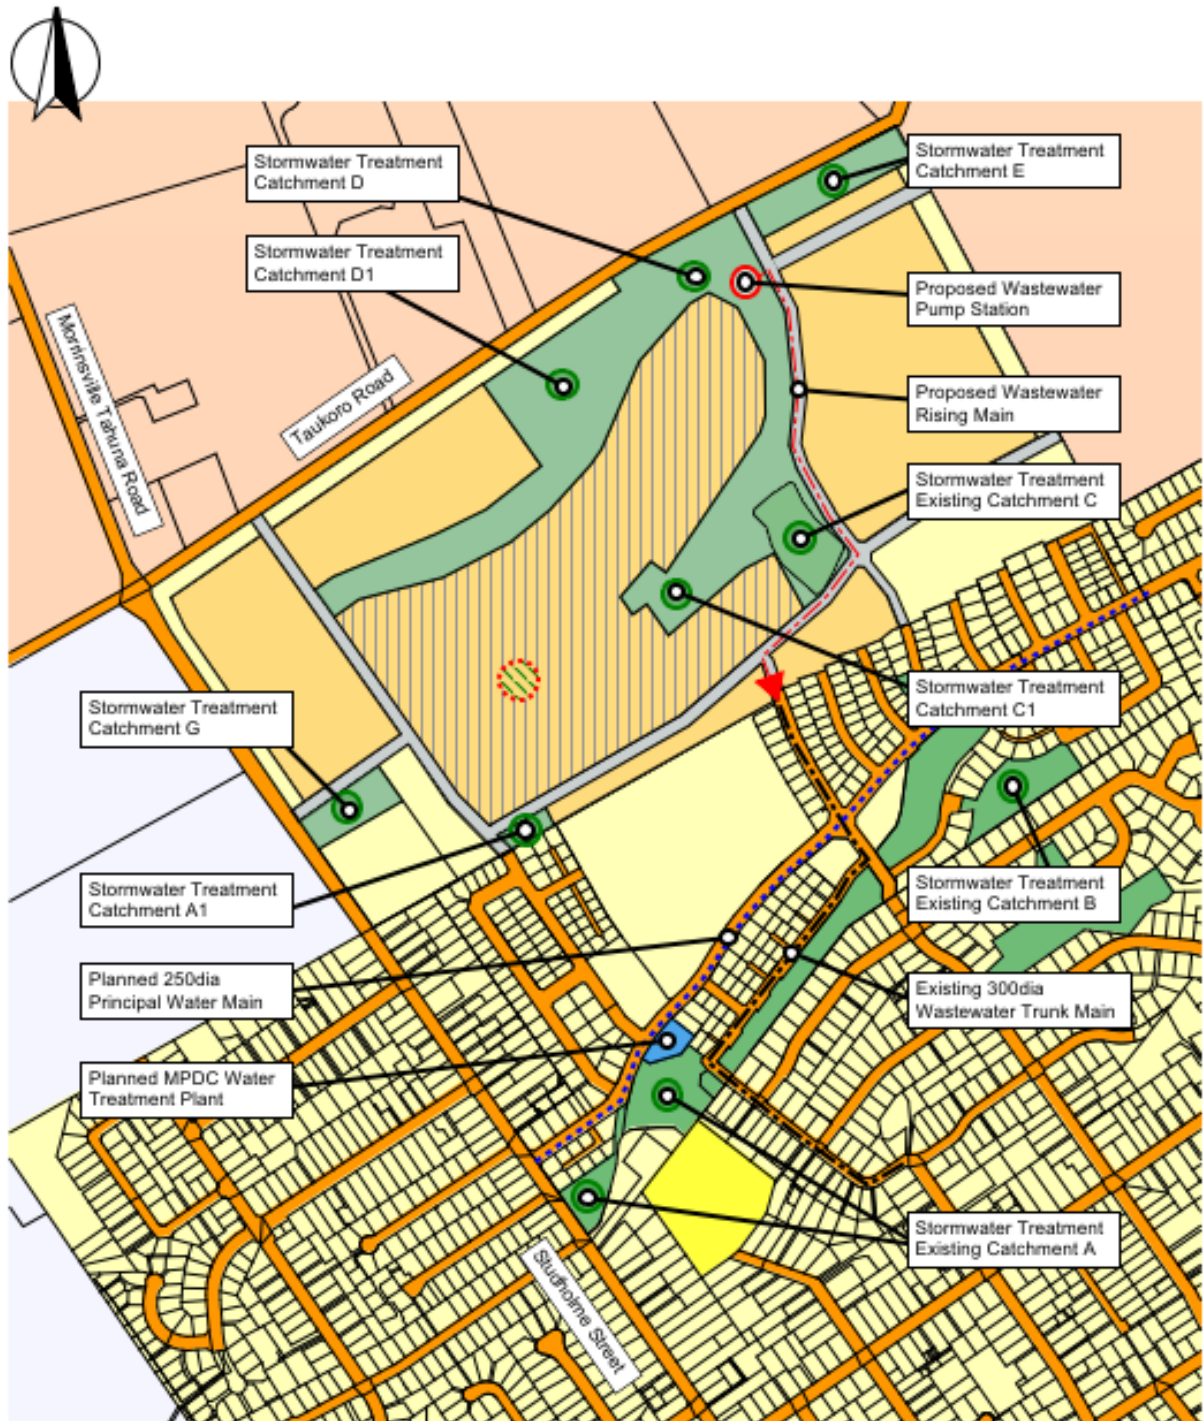 Stormwater Treatment
Catchment D
Stormwater Treatment
Catchment E
Stormwater Treatment
Catchment D1
Proposed Wastewater
Pump Station
Morrinsville Tahuna Road
Taukoro Road
Proposed Wastewater
Rising Main
Stormwater Treatment
Existing Catchment C
Stormwater Treatment
Catchment G
Stormwater Treatment
Catchment C1
Stormwater Treatment
Catchment A1
Stormwater Treatment
Existing Catchment B
Planned 250dia
Principal Water Main
Existing 300dia
Wastewater Trunk Main
Planned MPDC Water
Treatment Plant
Stormwater Treatment
Existing Catchment A
Studholme Street